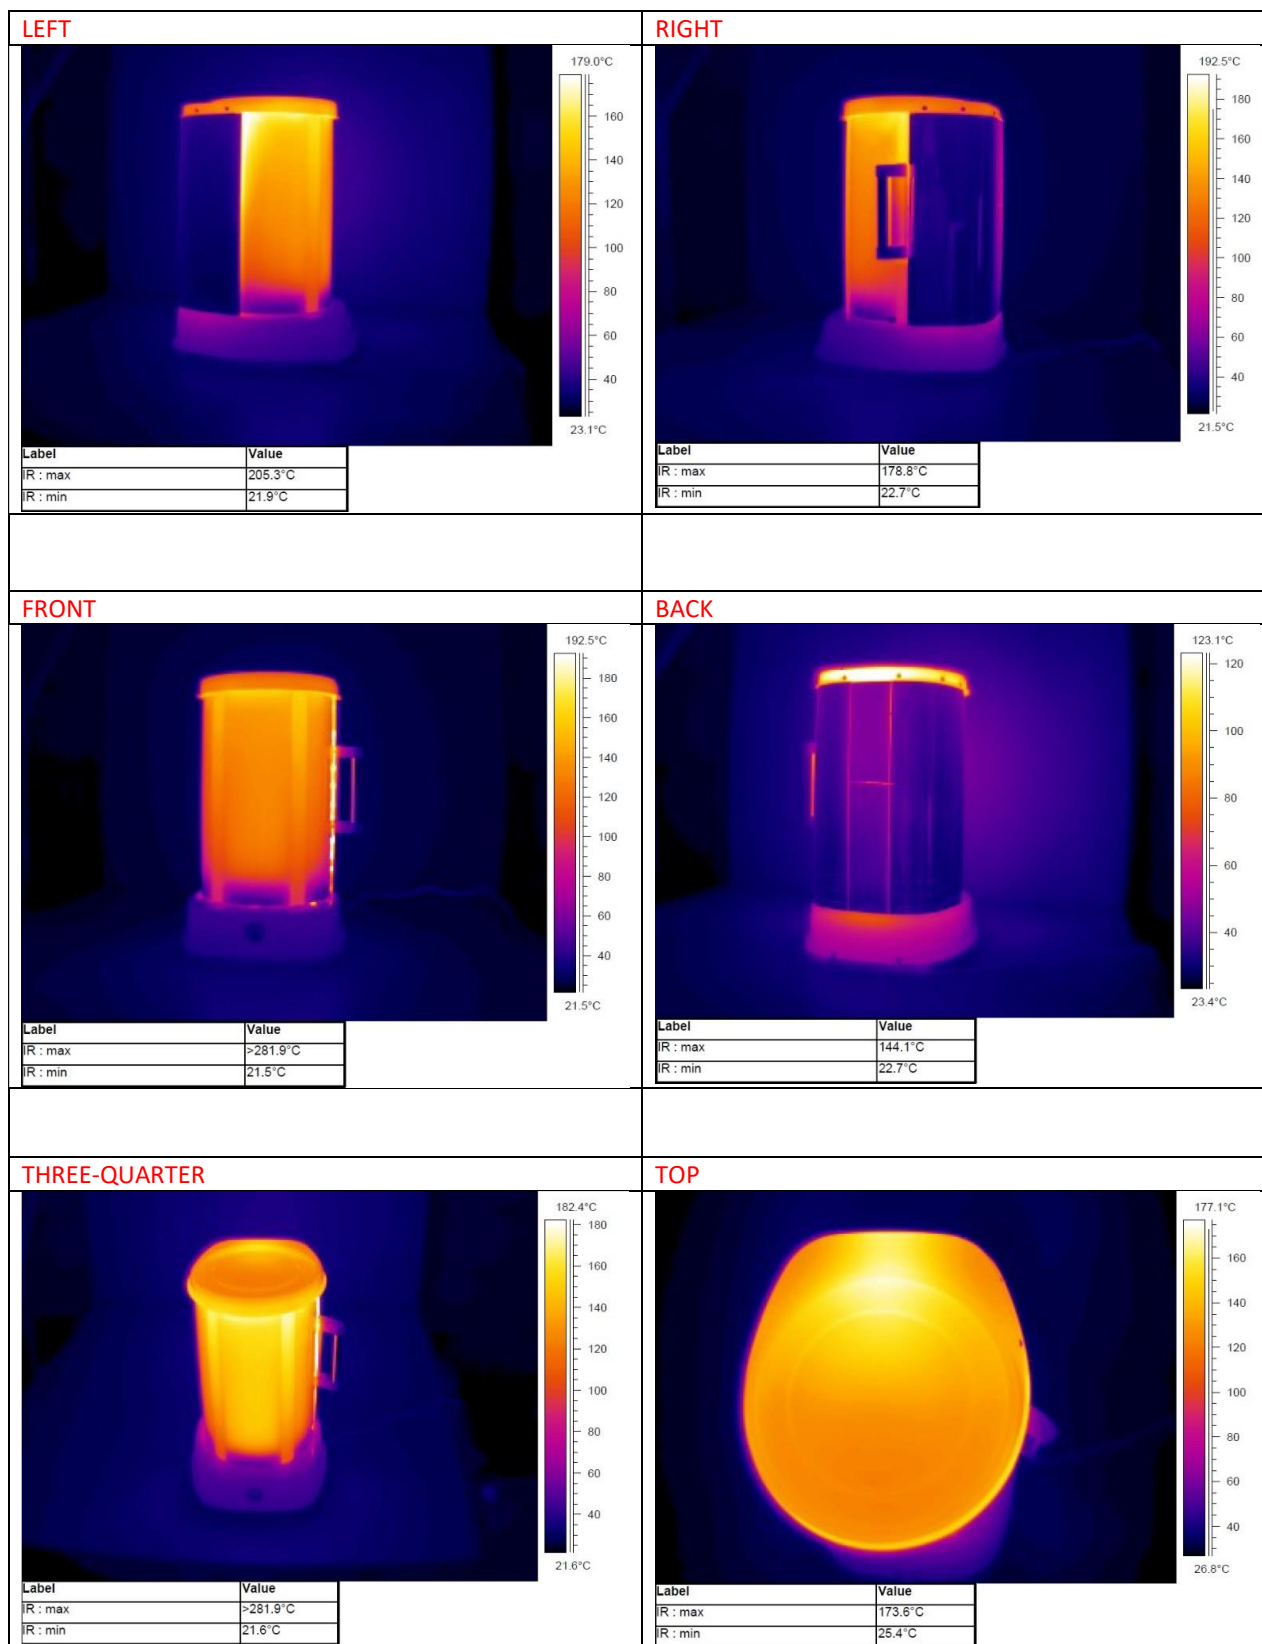 LEFT
179.0°C
160
140
120
100
80
60
40
23.1°C
Label Value
IR : max 205.3°C
IR : min 21.9°C
RIGHT
192.5°C
180
160
140
120
100
80
60
40
21.5°C
Label Value
IR : max 178.8°C
IR : min 22.7°C
FRONT
192.5°C
180
160
140
120
100
80
60
40
21.5°C
Label Value
IR : max >281.9°C
IR : min 21.5°C
BACK
123.1°C
120
100
80
60
40
23.4°C
Label Value
IR : max 144.1°C
IR : min 22.7°C
THREE-QUARTER
182.4°C
180
160
140
120
100
80
60
40
21.6°C
Label Value
IR : max >281.9°C
IR : min 21.6°C
TOP
177.1°C
160
140
120
100
80
60
40
26.8°C
Label Value
IR : max 173.6°C
IR : min 25.4°C